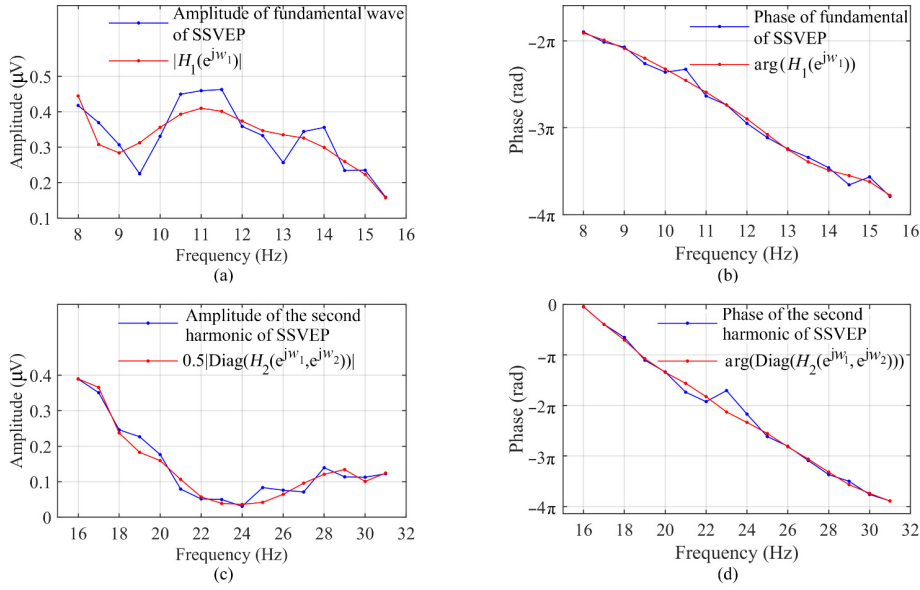 Amplitude of fundamental wave
of SSVEP
|H₁(eʲʷ¹)|
0.5
0.4
0.3
0.2
0.1
Amplitude (μV)
8 9 10 11 12 13 14 15 16
Frequency (Hz)
(a)
Phase of fundamental
of SSVEP
arg(H₁(eʲʷ¹))
−2π
−3π
−4π
Phase (rad)
8 9 10 11 12 13 14 15 16
Frequency (Hz)
(b)
Amplitude of the second
harmonic of SSVEP
0.5|Diag(H₂(eʲʷ¹,eʲʷ²))|
0.4
0.3
0.2
0.1
0
Amplitude (μV)
16 18 20 22 24 26 28 30 32
Frequency (Hz)
(c)
Phase of the second
harmonic of SSVEP
arg(Diag(H₂(eʲʷ¹,eʲʷ²)))
0
−π
−2π
−3π
−4π
Phase (rad)
16 18 20 22 24 26 28 30 32
Frequency (Hz)
(d)